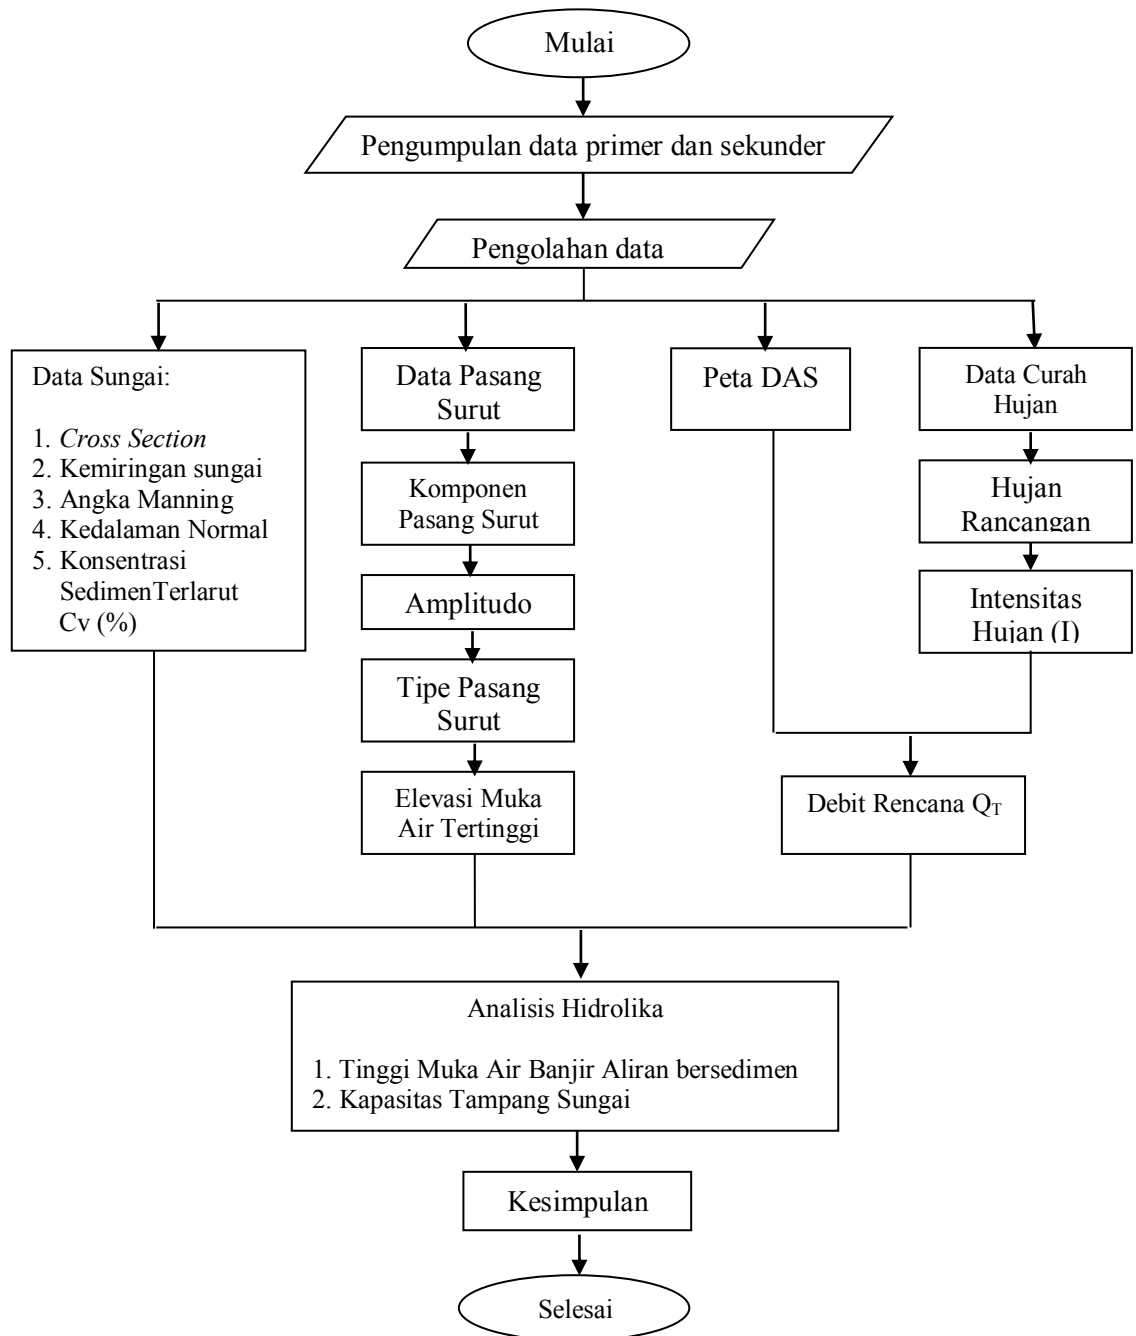 Mulai
Pengumpulan data primer dan sekunder
Pengolahan data
Data Sungai:
1. Cross Section
2. Kemiringan sungai
3. Angka Manning
4. Kedalaman Normal
5. Konsentrasi
SedimenTerlarut
Cv (%)
Data Pasang
Surut
Komponen
Pasang Surut
Amplitudo
Tipe Pasang
Surut
Elevasi Muka
Air Tertinggi
Peta DAS
Data Curah
Hujan
Hujan
Rancangan
Intensitas
Hujan (I)
Debit Rencana QT
Analisis Hidrolika
1. Tinggi Muka Air Banjir Aliran bersedimen
2. Kapasitas Tampang Sungai
Kesimpulan
Selesai